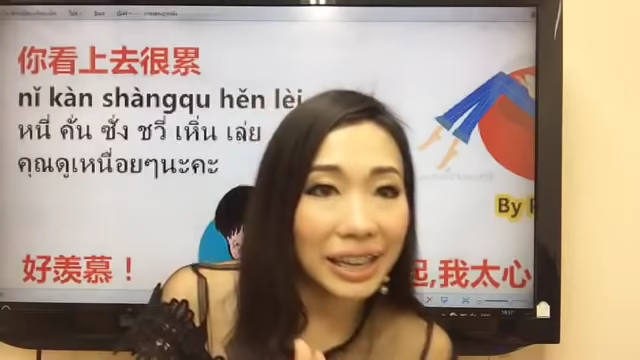 你看上去很累
nǐ kàn shàngqu hěn lèi
หนี่ คั่น ซั่ง ชวี่ เหิ่น เล่ย
คุณดูเหนื่อยๆนะคะ
By
好羡慕！
起,我太心